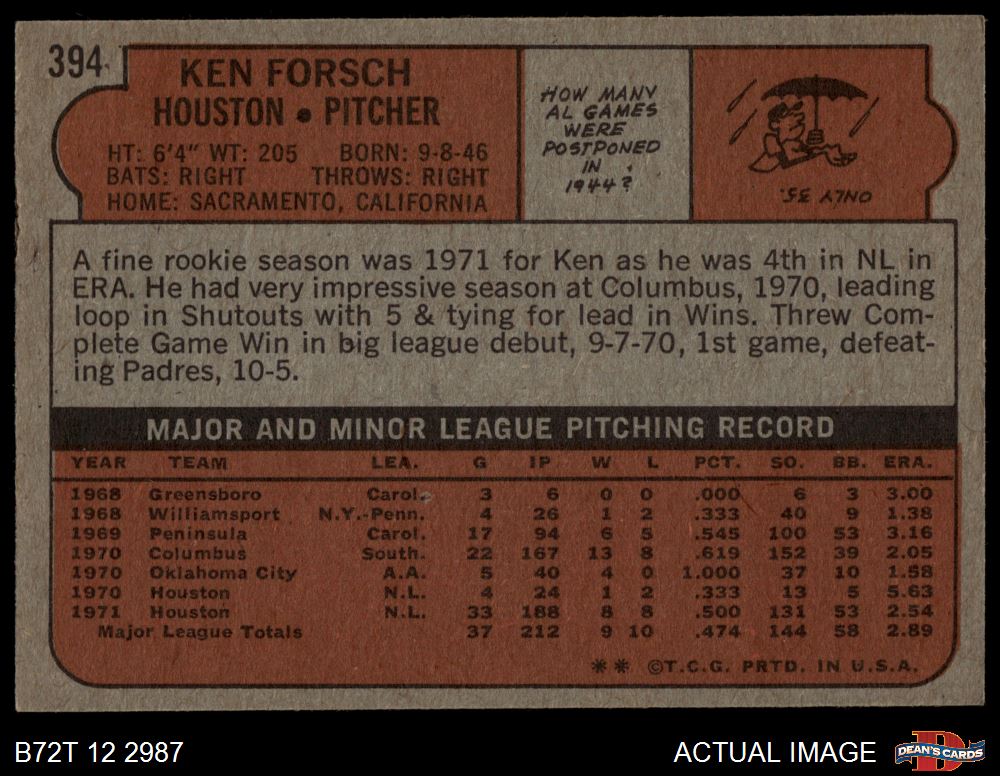 394
KEN FORSCH
HOUSTON • PITCHER
HT: 6'4" WT: 205 BORN: 9-8-46
BATS: RIGHT THROWS: RIGHT
HOME: SACRAMENTO, CALIFORNIA
HOW MANY
AL GAMES
WERE
POSTPONED
IN
1944?
ONLY 35.
A fine rookie season was 1971 for Ken as he was 4th in NL in
ERA. He had very impressive season at Columbus, 1970, leading
loop in Shutouts with 5 & tying for lead in Wins. Threw Com-
plete Game Win in big league debut, 9-7-70, 1st game, defeat-
ing Padres, 10-5.
MAJOR AND MINOR LEAGUE PITCHING RECORD
YEAR TEAM LEA. G IP W L PCT. SO. BB. ERA.
1968 Greensboro Carol. 3 6 0 0 .000 6 3 3.00
1968 Williamsport N.Y.-Penn. 4 26 1 2 .333 40 9 1.38
1969 Peninsula Carol. 17 94 6 5 .545 100 53 3.16
1970 Columbus South. 22 167 13 8 .619 152 39 2.05
1970 Oklahoma City A.A. 5 40 4 0 1.000 37 10 1.58
1970 Houston N.L. 4 24 1 2 .333 13 5 5.63
1971 Houston N.L. 33 188 8 8 .500 131 53 2.54
Major League Totals 37 212 9 10 .474 144 58 2.89
** ©T.C.G. PRTD. IN U.S.A.
B72T 12 2987
ACTUAL IMAGE
DEAN'S CARDS